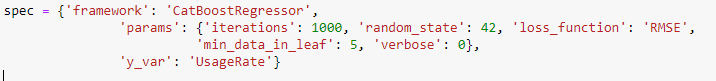 spec = {'framework': 'CatBoostRegressor',
'params': {'iterations': 1000, 'random_state': 42, 'loss_function': 'RMSE',
'min_data_in_leaf': 5, 'verbose': 0},
'y_var': 'UsageRate'}